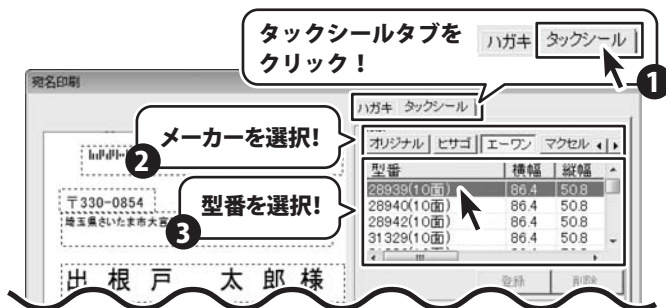 タックシールタブを
クリック！
ハガキ タックシール
1
宛名印刷
ハガキ タックシール
メーカーを選択!
2
オリジナル ヒサゴ エーワン マクセル
型番 横幅 縦幅
28939(10面) 86.4 50.8
28940(10面) 86.4 50.8
28942(10面) 86.4 50.8
31329(10面) 86.4 50.8
型番を選択!
3
〒330-0854
埼玉県さいたま市大宮
登録 削除
出根戸 太郎様